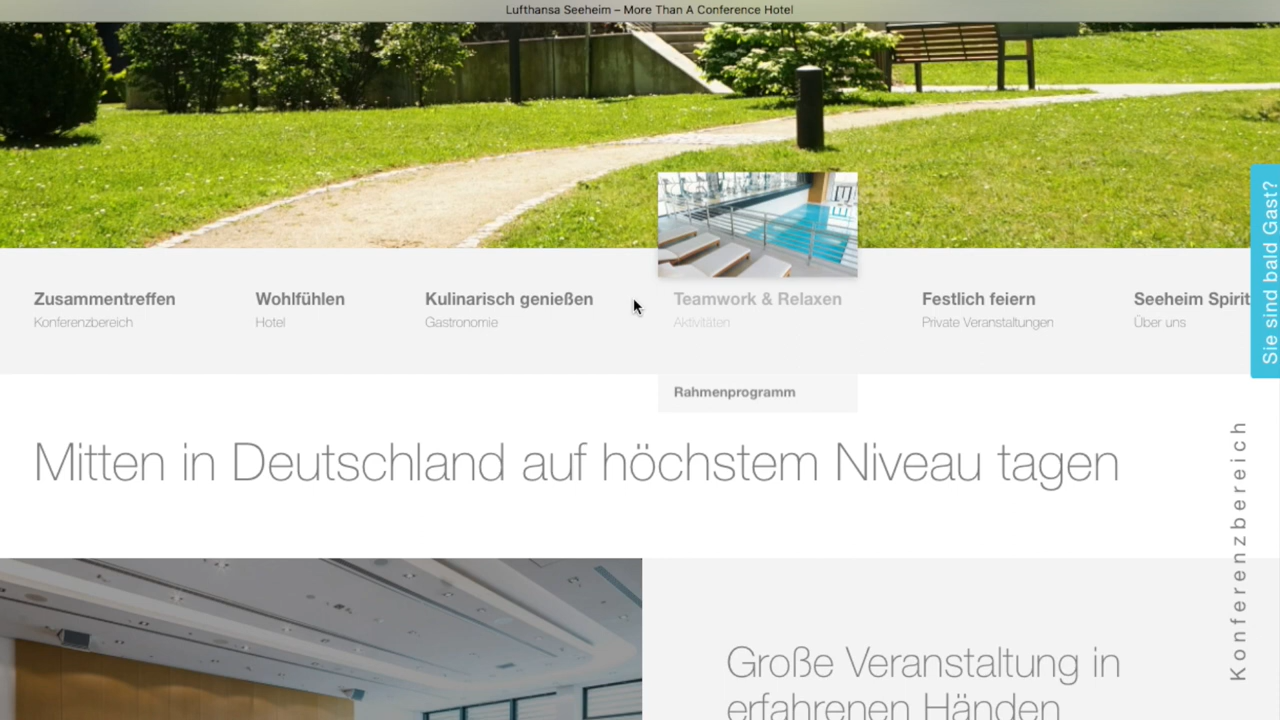 Lufthansa Seeheim – More Than A Conference Hotel
Sie sind bald Gast?
Zusammentreffen
Konferenzbereich
Wohlfühlen
Hotel
Kulinarisch genießen
Gastronomie
Teamwork & Relaxen
Aktivitäten
Festlich feiern
Private Veranstaltungen
Seeheim Spirit
Über uns
Rahmenprogramm
Mitten in Deutschland auf höchstem Niveau tagen
Konferenzbereich
Große Veranstaltung in
erfahrenen Händen